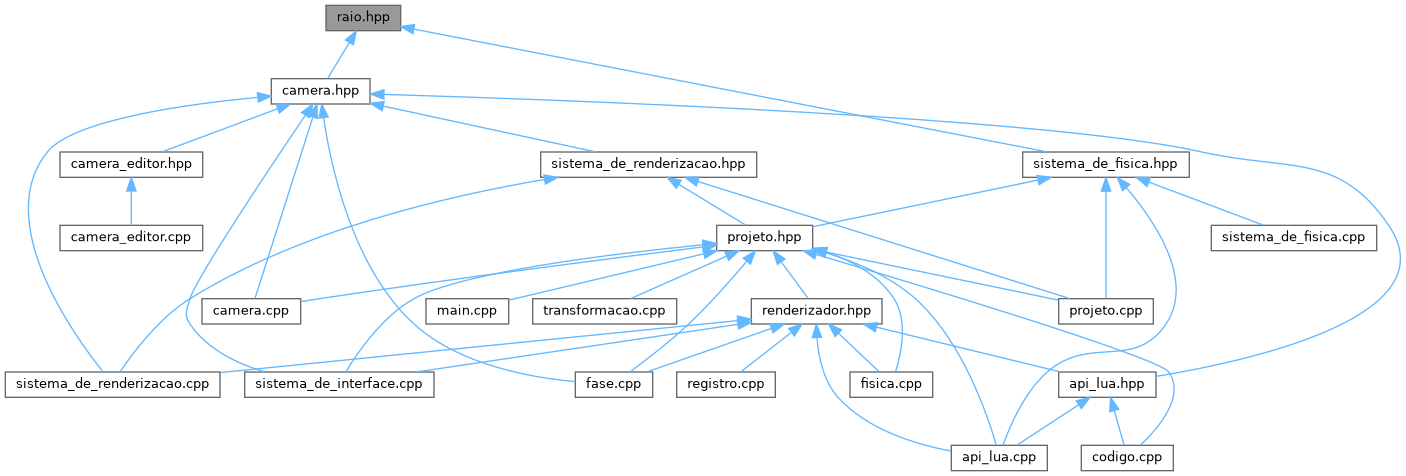 raio.hpp
camera.hpp
camera_editor.hpp
sistema_de_renderizacao.hpp
sistema_de_fisica.hpp
camera_editor.cpp
projeto.hpp
sistema_de_fisica.cpp
camera.cpp
main.cpp
transformacao.cpp
renderizador.hpp
projeto.cpp
sistema_de_renderizacao.cpp
sistema_de_interface.cpp
fase.cpp
registro.cpp
fisica.cpp
api_lua.hpp
api_lua.cpp
codigo.cpp